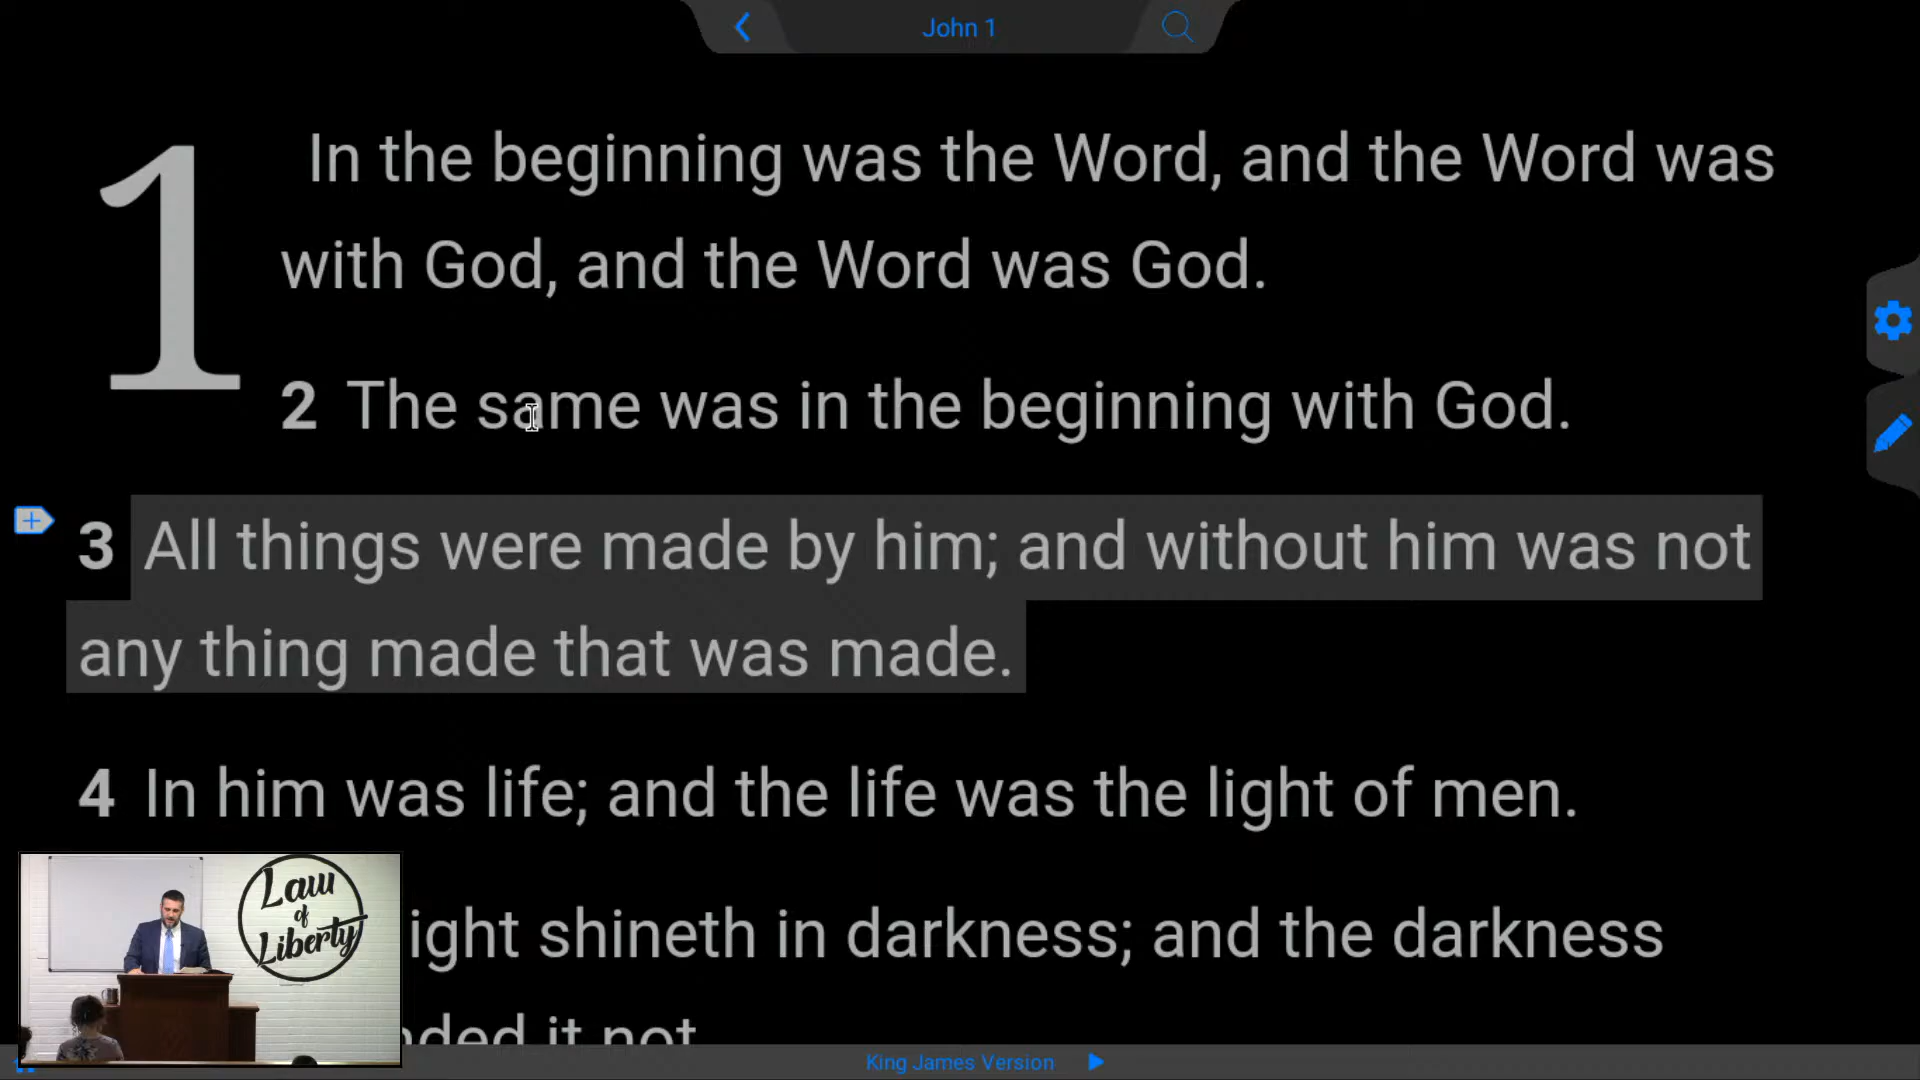 John 1
1 In the beginning was the Word, and the Word was
with God, and the Word was God.
2 The same was in the beginning with God.
3 All things were made by him; and without him was not
any thing made that was made.
4 In him was life; and the life was the light of men.
ight shineth in darkness; and the darkness
nded it not
Law
of
Liberty
King James Version